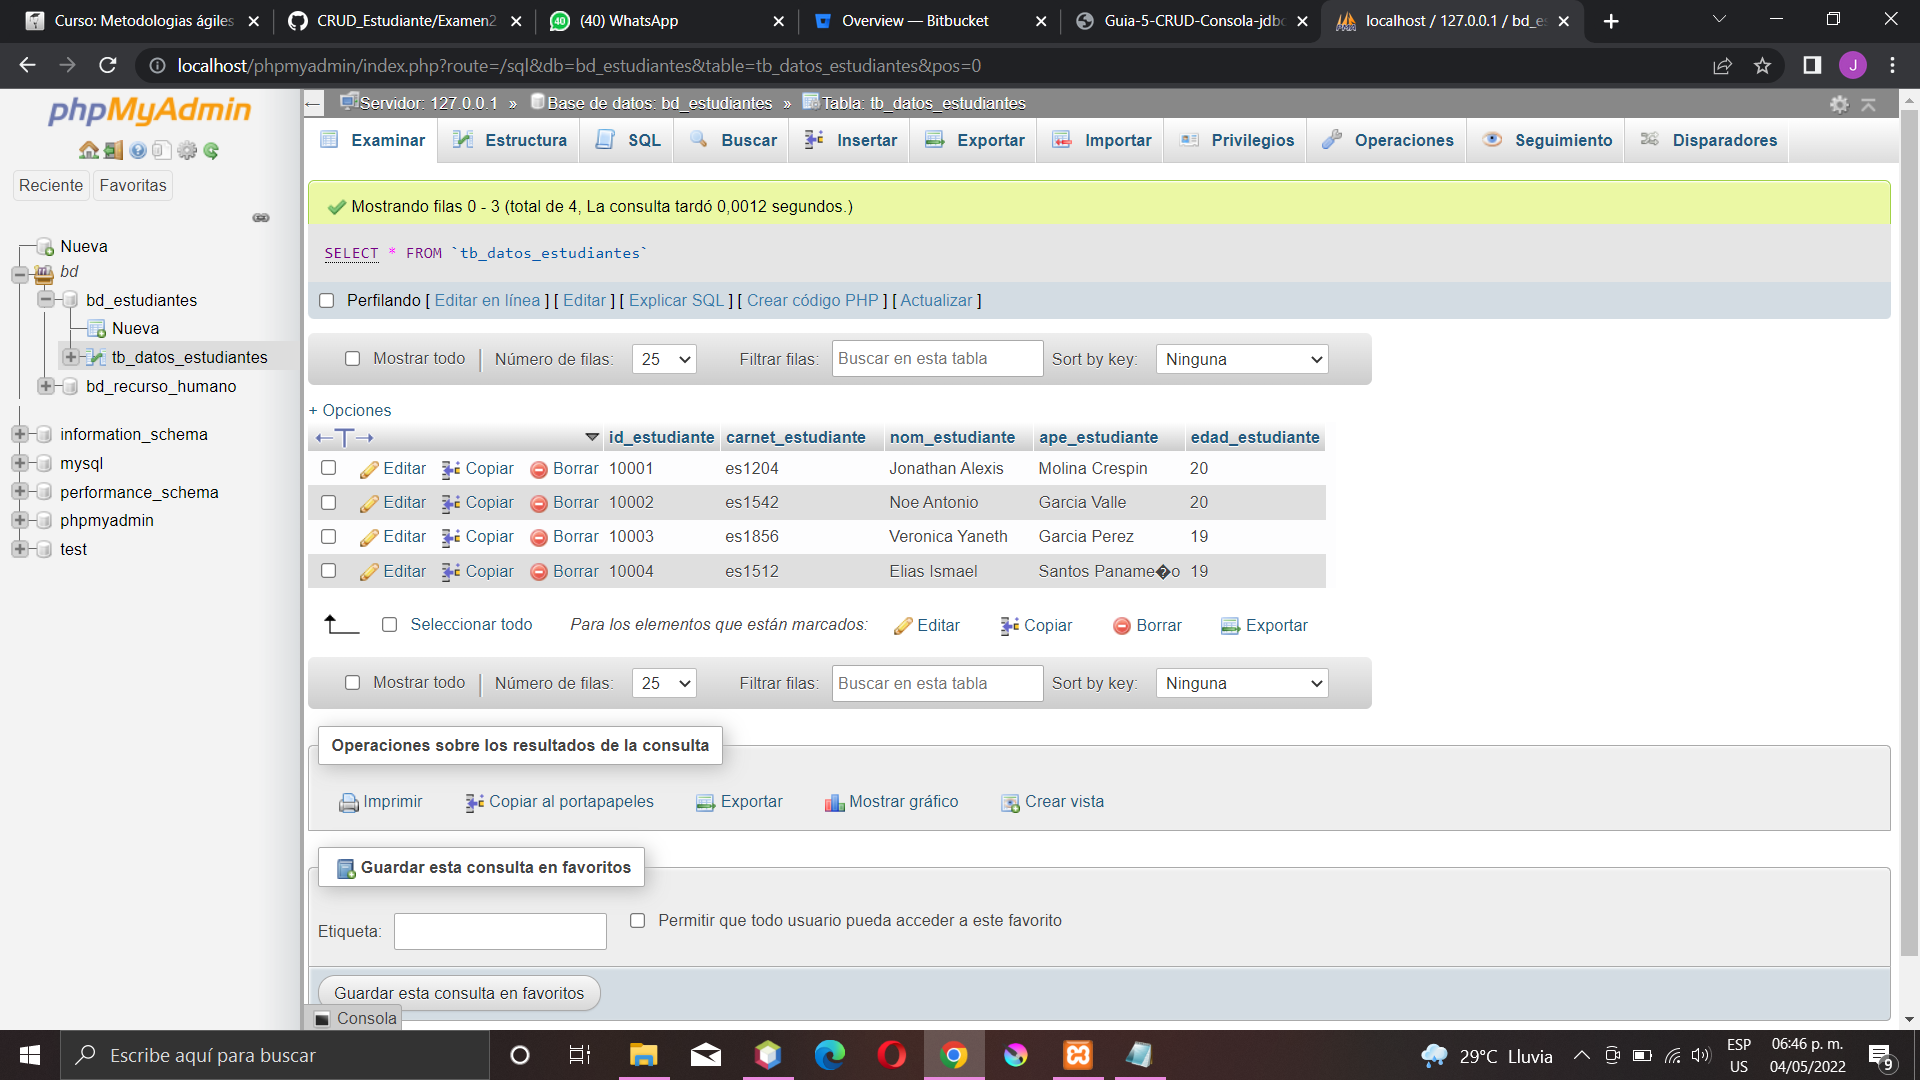 Curso: Metodologias ágiles
CRUD_Estudiante/Examen2
(40) WhatsApp
Overview — Bitbucket
Guia-5-CRUD-Consola-jdbc
localhost / 127.0.0.1 / bd_es
localhost/phpmyadmin/index.php?route=/sql&db=bd_estudiantes&table=tb_datos_estudiantes&pos=0
J
phpMyAdmin
Reciente
Favoritas
Nueva
bd
bd_estudiantes
Nueva
tb_datos_estudiantes
bd_recurso_humano
information_schema
mysql
performance_schema
phpmyadmin
test
Servidor: 127.0.0.1 » Base de datos: bd_estudiantes » Tabla: tb_datos_estudiantes
Examinar Estructura SQL Buscar Insertar Exportar Importar Privilegios Operaciones Seguimiento Disparadores
Mostrando filas 0 - 3 (total de 4, La consulta tardó 0,0012 segundos.)
SELECT * FROM `tb_datos_estudiantes`
Perfilando [ Editar en línea ] [ Editar ] [ Explicar SQL ] [ Crear código PHP ] [ Actualizar ]
Mostrar todo | Número de filas: 25 Filtrar filas: Buscar en esta tabla Sort by key: Ninguna
+ Opciones
←T→ id_estudiante carnet_estudiante nom_estudiante ape_estudiante edad_estudiante
Editar Copiar Borrar 10001 es1204 Jonathan Alexis Molina Crespin 20
Editar Copiar Borrar 10002 es1542 Noe Antonio Garcia Valle 20
Editar Copiar Borrar 10003 es1856 Veronica Yaneth Garcia Perez 19
Editar Copiar Borrar 10004 es1512 Elias Ismael Santos Paname�o 19
Seleccionar todo Para los elementos que están marcados: Editar Copiar Borrar Exportar
Mostrar todo | Número de filas: 25 Filtrar filas: Buscar en esta tabla Sort by key: Ninguna
Operaciones sobre los resultados de la consulta
Imprimir Copiar al portapapeles Exportar Mostrar gráfico Crear vista
Guardar esta consulta en favoritos
Etiqueta: Permitir que todo usuario pueda acceder a este favorito
Guardar esta consulta en favoritos
Consola
Escribe aquí para buscar
29°C Lluvia
ESP
US
06:46 p. m.
04/05/2022
9